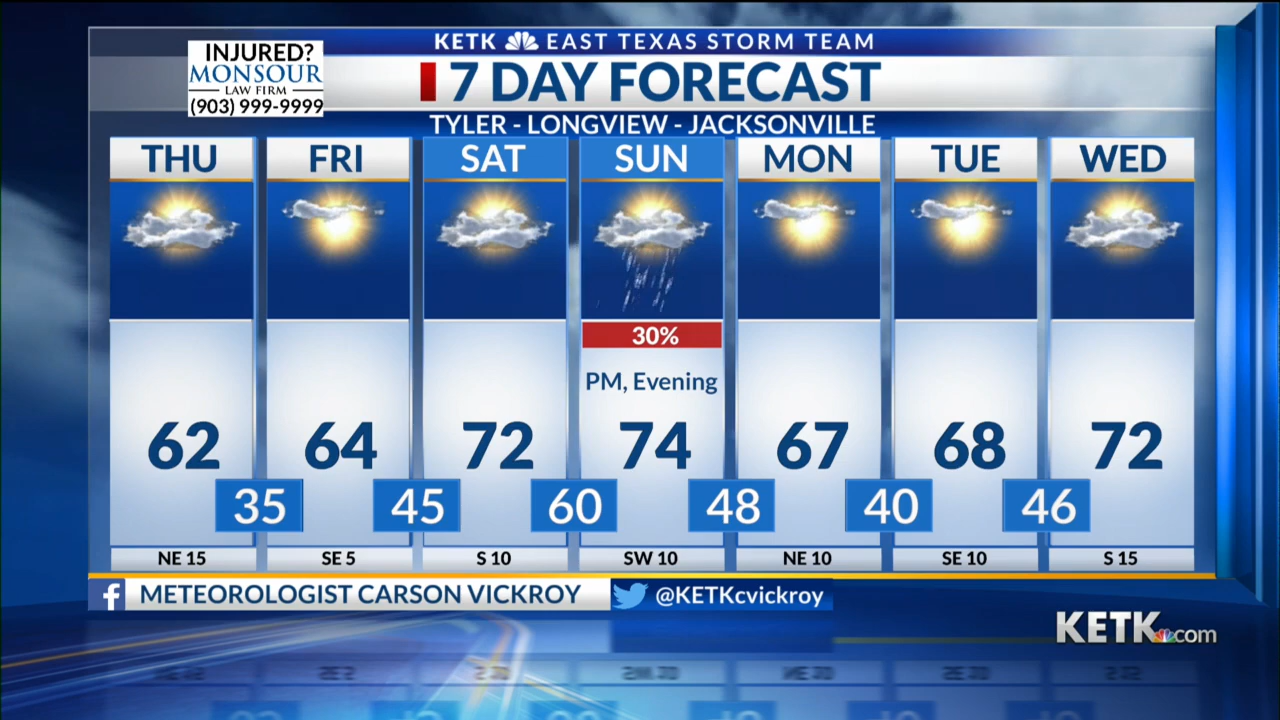 KETK EAST TEXAS STORM TEAM
INJURED?
MONSOUR
LAW FIRM
(903) 999-9999
7 DAY FORECAST
TYLER - LONGVIEW - JACKSONVILLE
THU FRI SAT SUN MON TUE WED
30%
PM, Evening
62 64 72 74 67 68 72
35 45 60 48 40 46
NE 15 SE 5 S 10 SW 10 NE 10 SE 10 S 15
f METEOROLOGIST CARSON VICKROY @KETKcvickroy
KETK.com